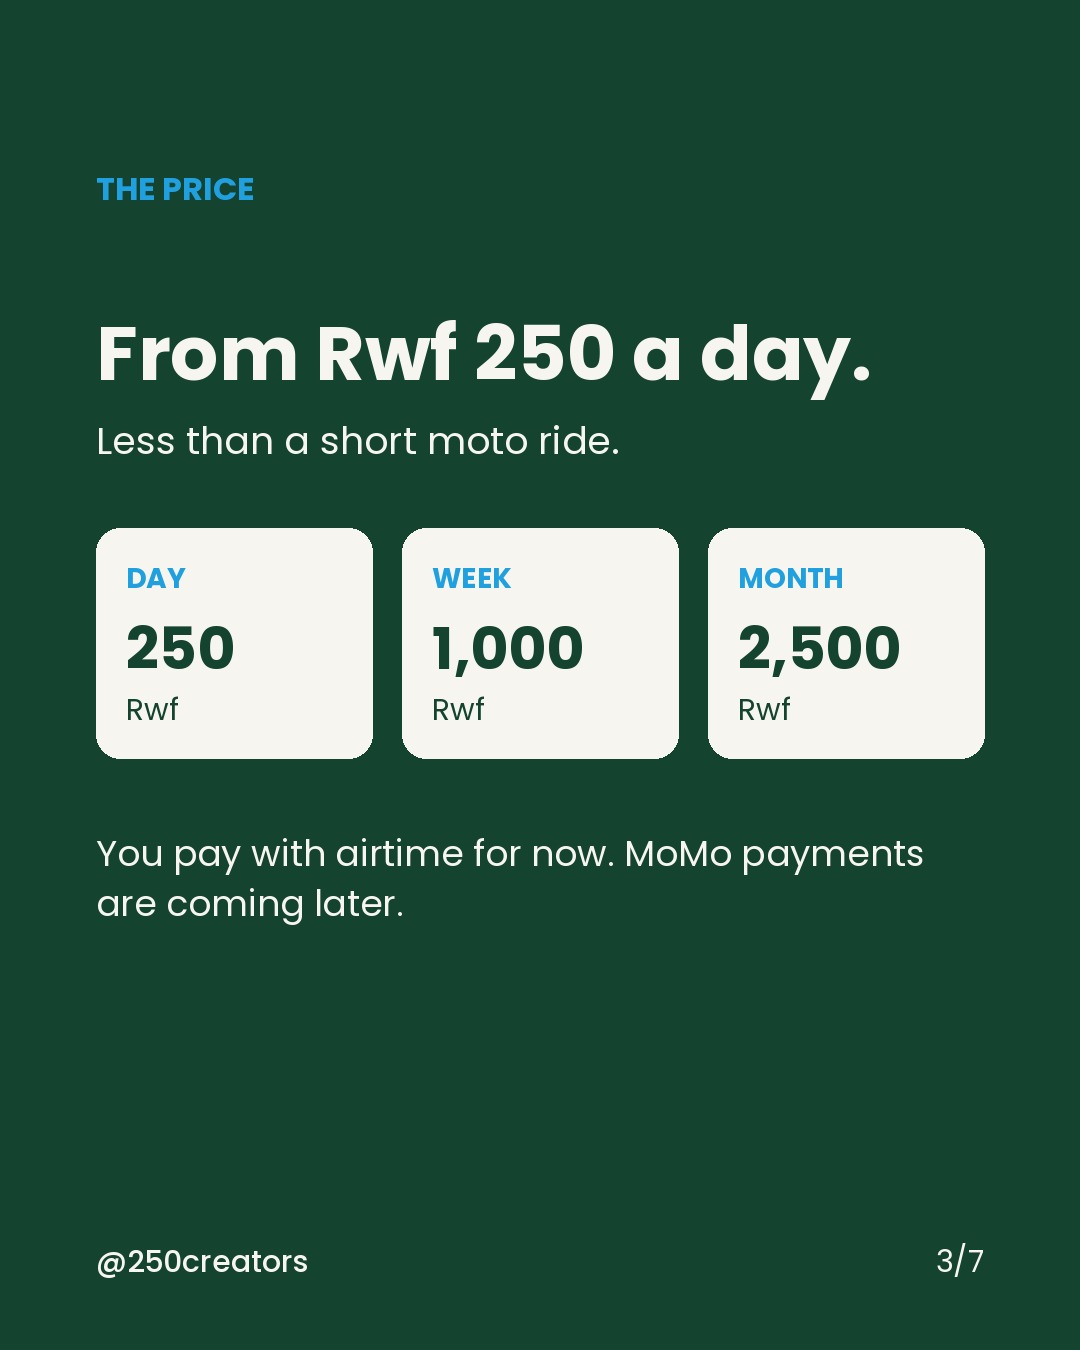 THE PRICE
From Rwf 250 a day.
Less than a short moto ride.
DAY
250
Rwf
WEEK
1,000
Rwf
MONTH
2,500
Rwf
You pay with airtime for now. MoMo payments
are coming later.
@250creators
3/7